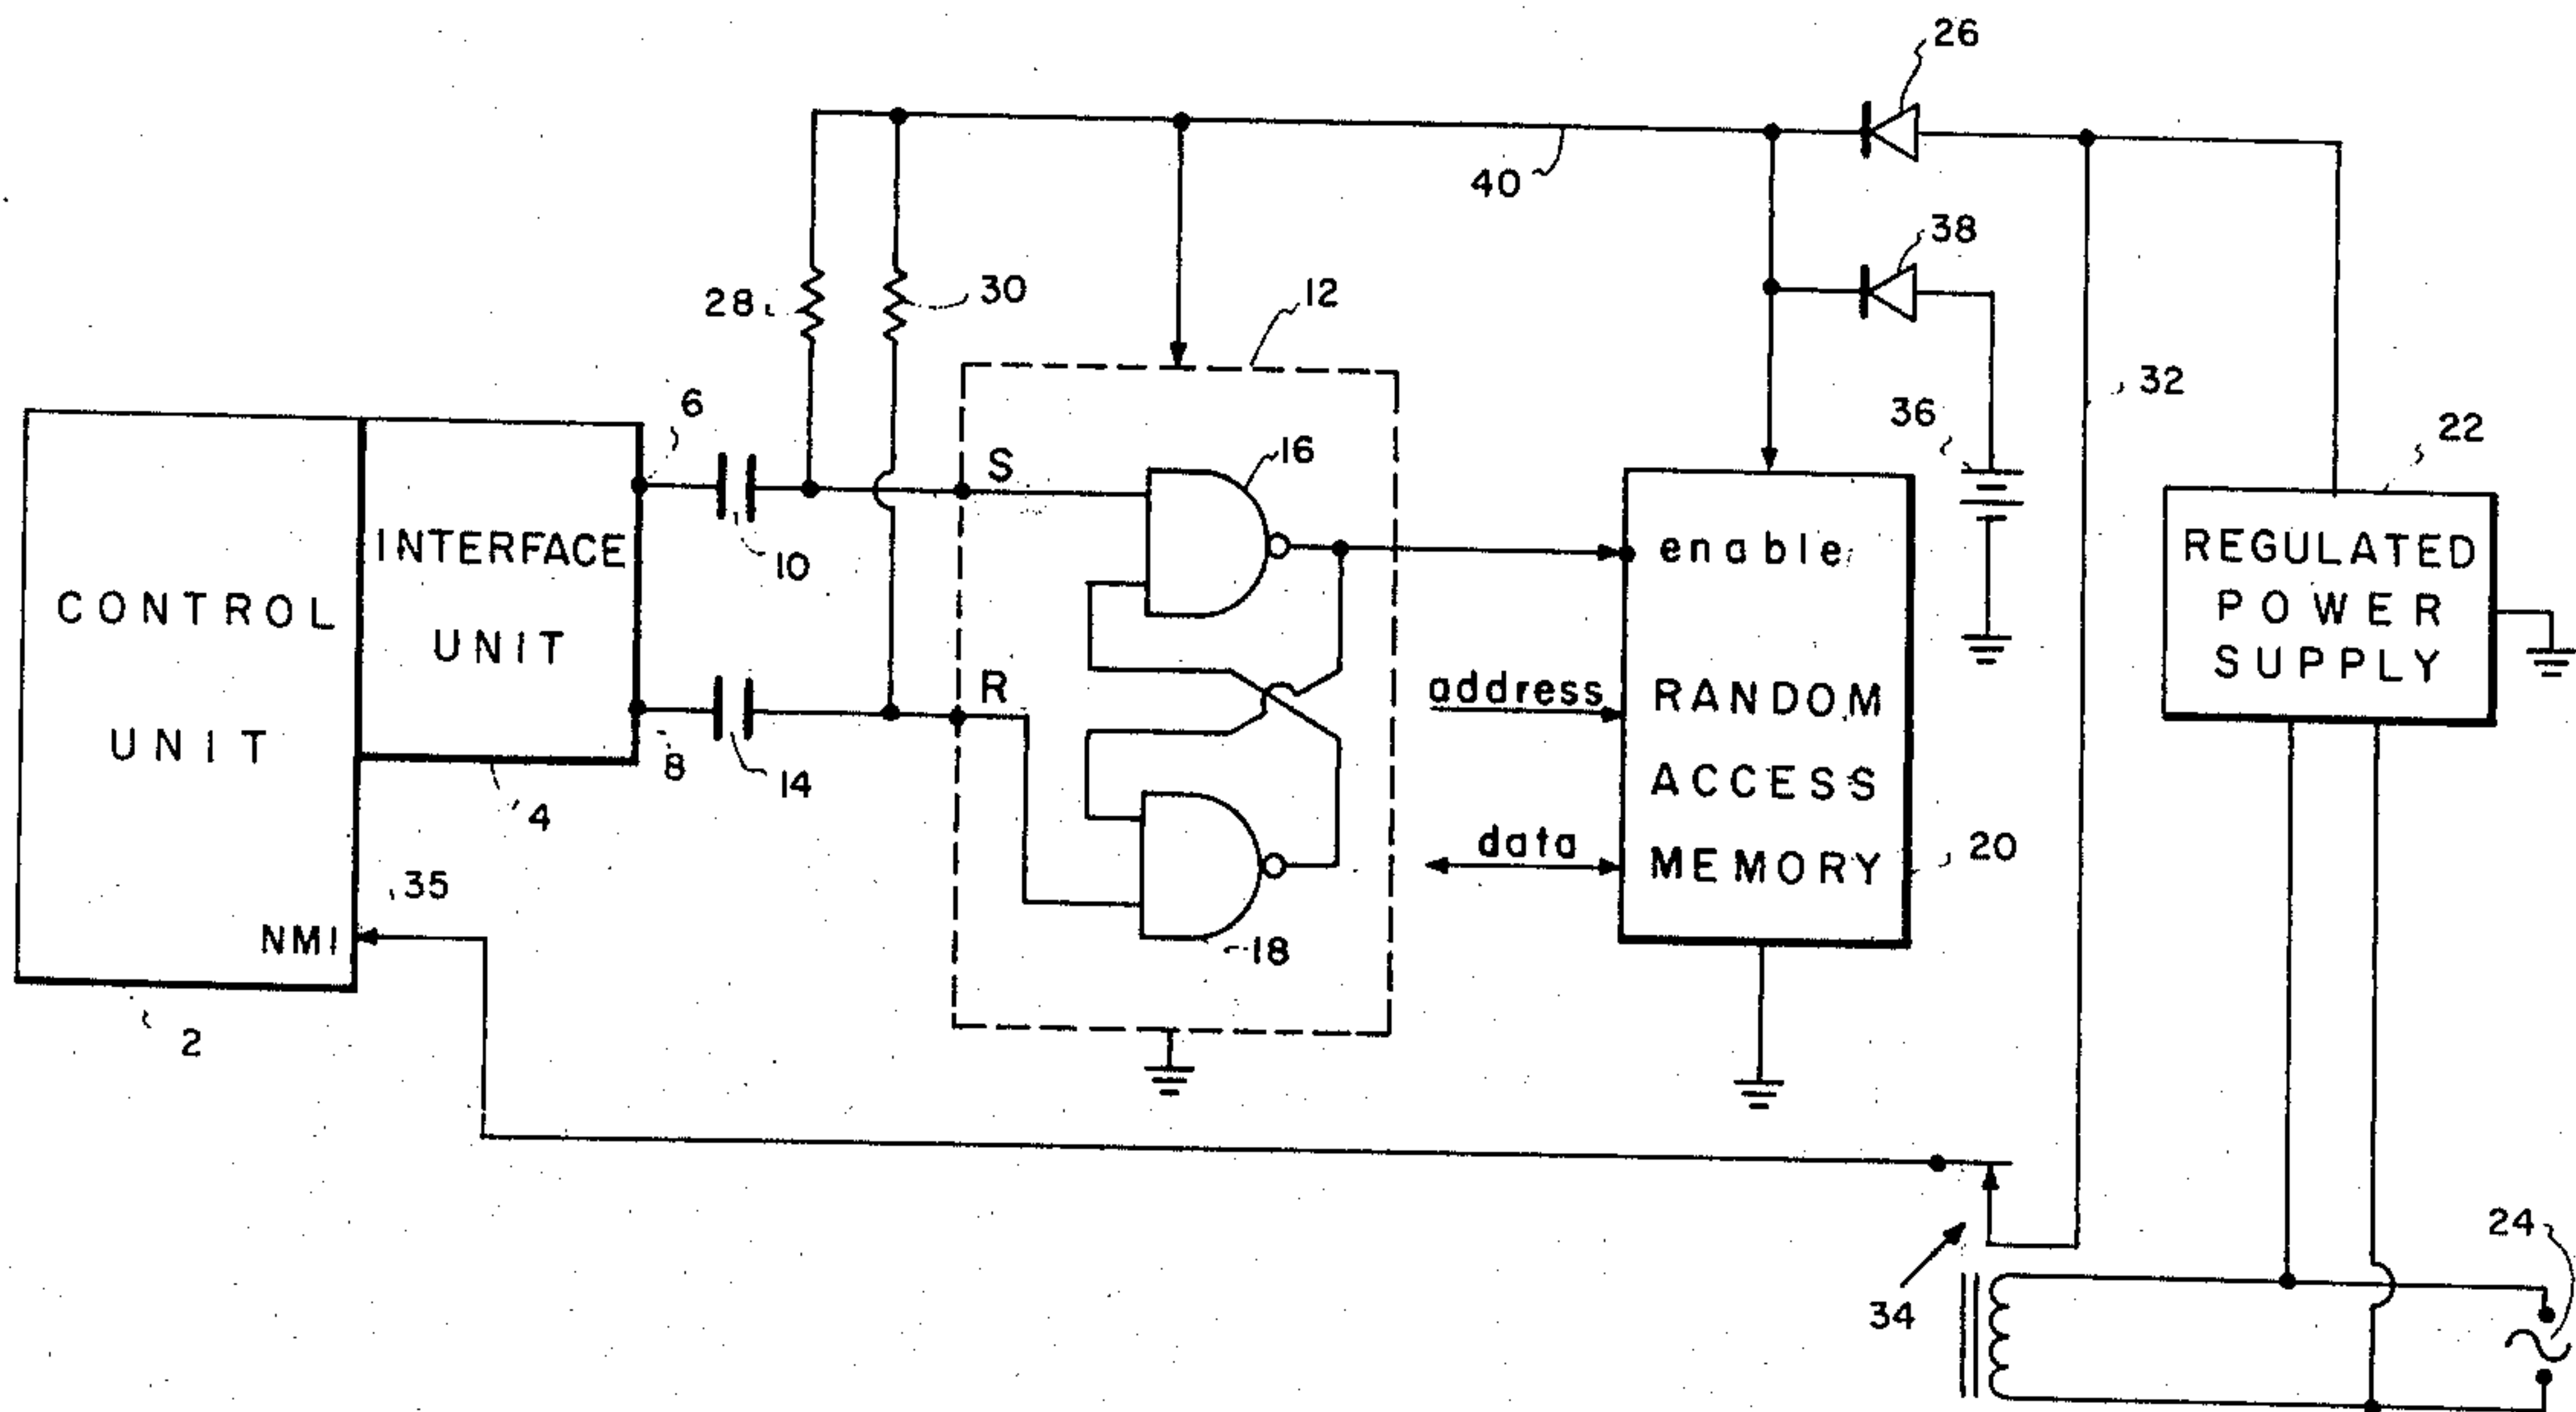 26
40
38
28
30
12
32
6
36
22
S
16
INTERFACE
UNIT
10
enable
REGULATED
POWER
SUPPLY
CONTROL
UNIT
R
address
RANDOM
ACCESS
MEMORY
8
14
4
data
20
35
NMI
18
2
24
34